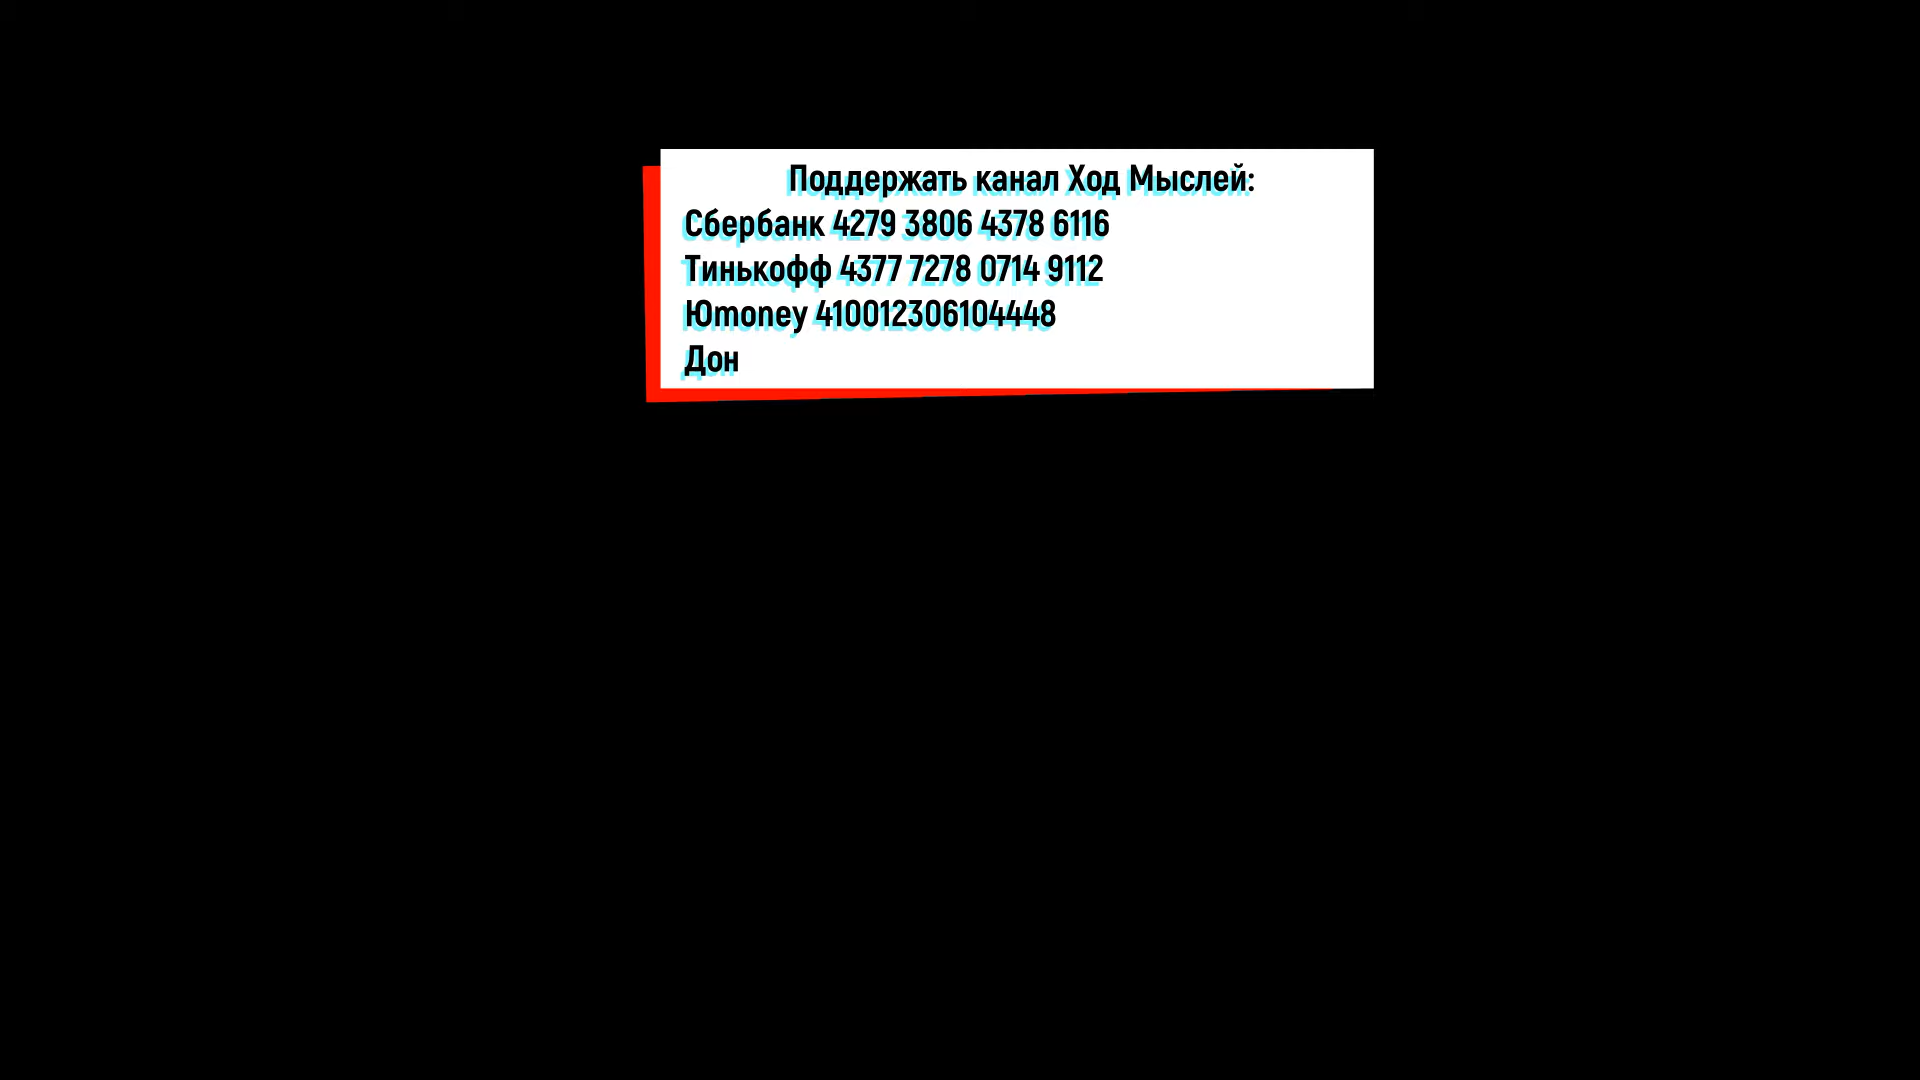 Поддержать канал Ход Мыслей:
Сбербанк 4279 3806 4378 6116
Тинькофф 4377 7278 0714 9112
Юmoney 410012306104448
Дон